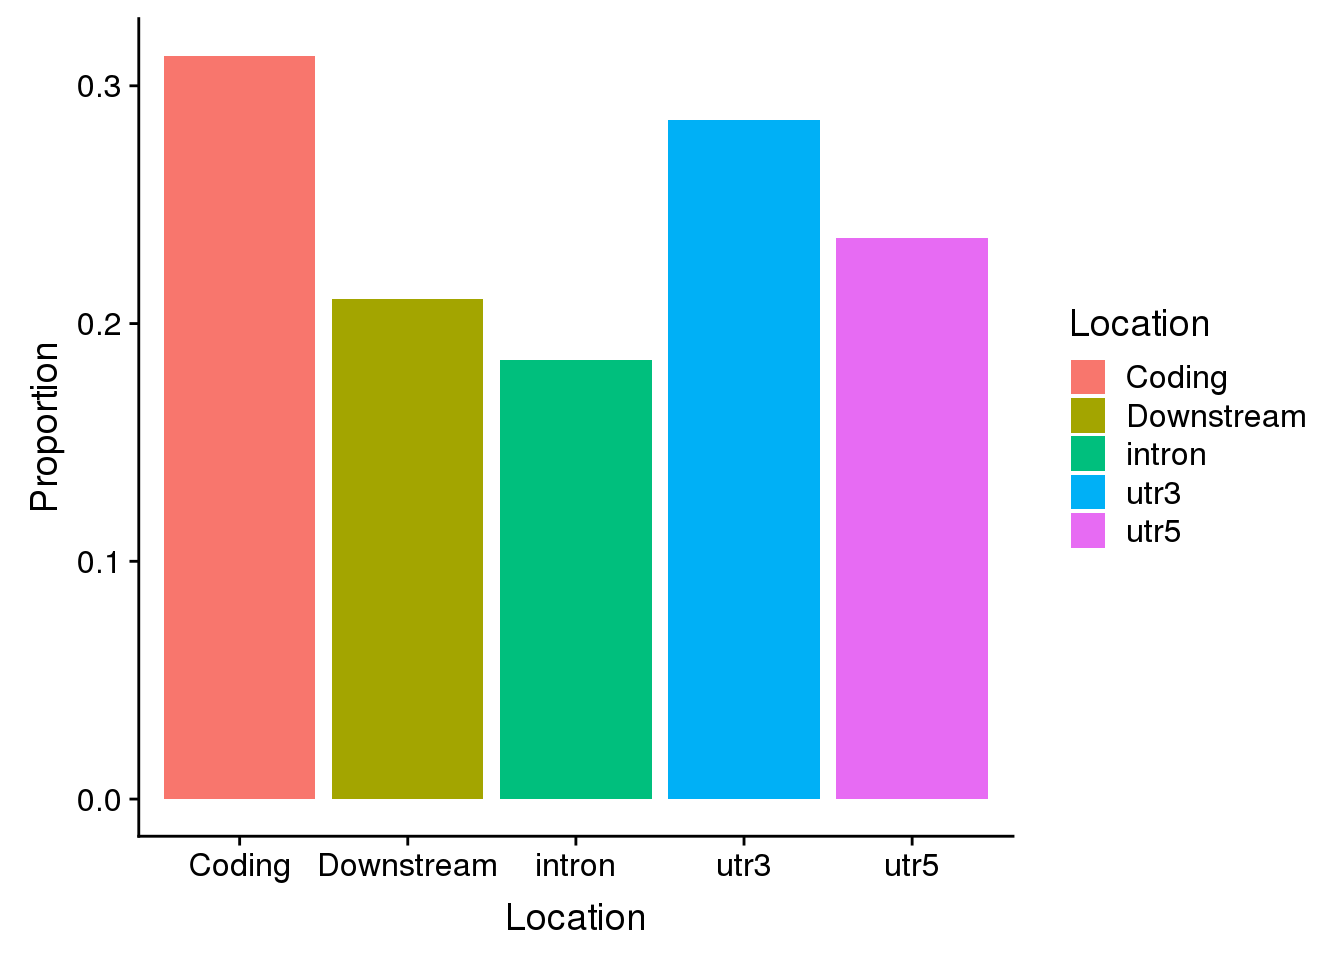 Proportion
0.3
0.2
0.1
0.0
Coding Downstream intron utr3 utr5
Location
Location
Coding
Downstream
intron
utr3
utr5